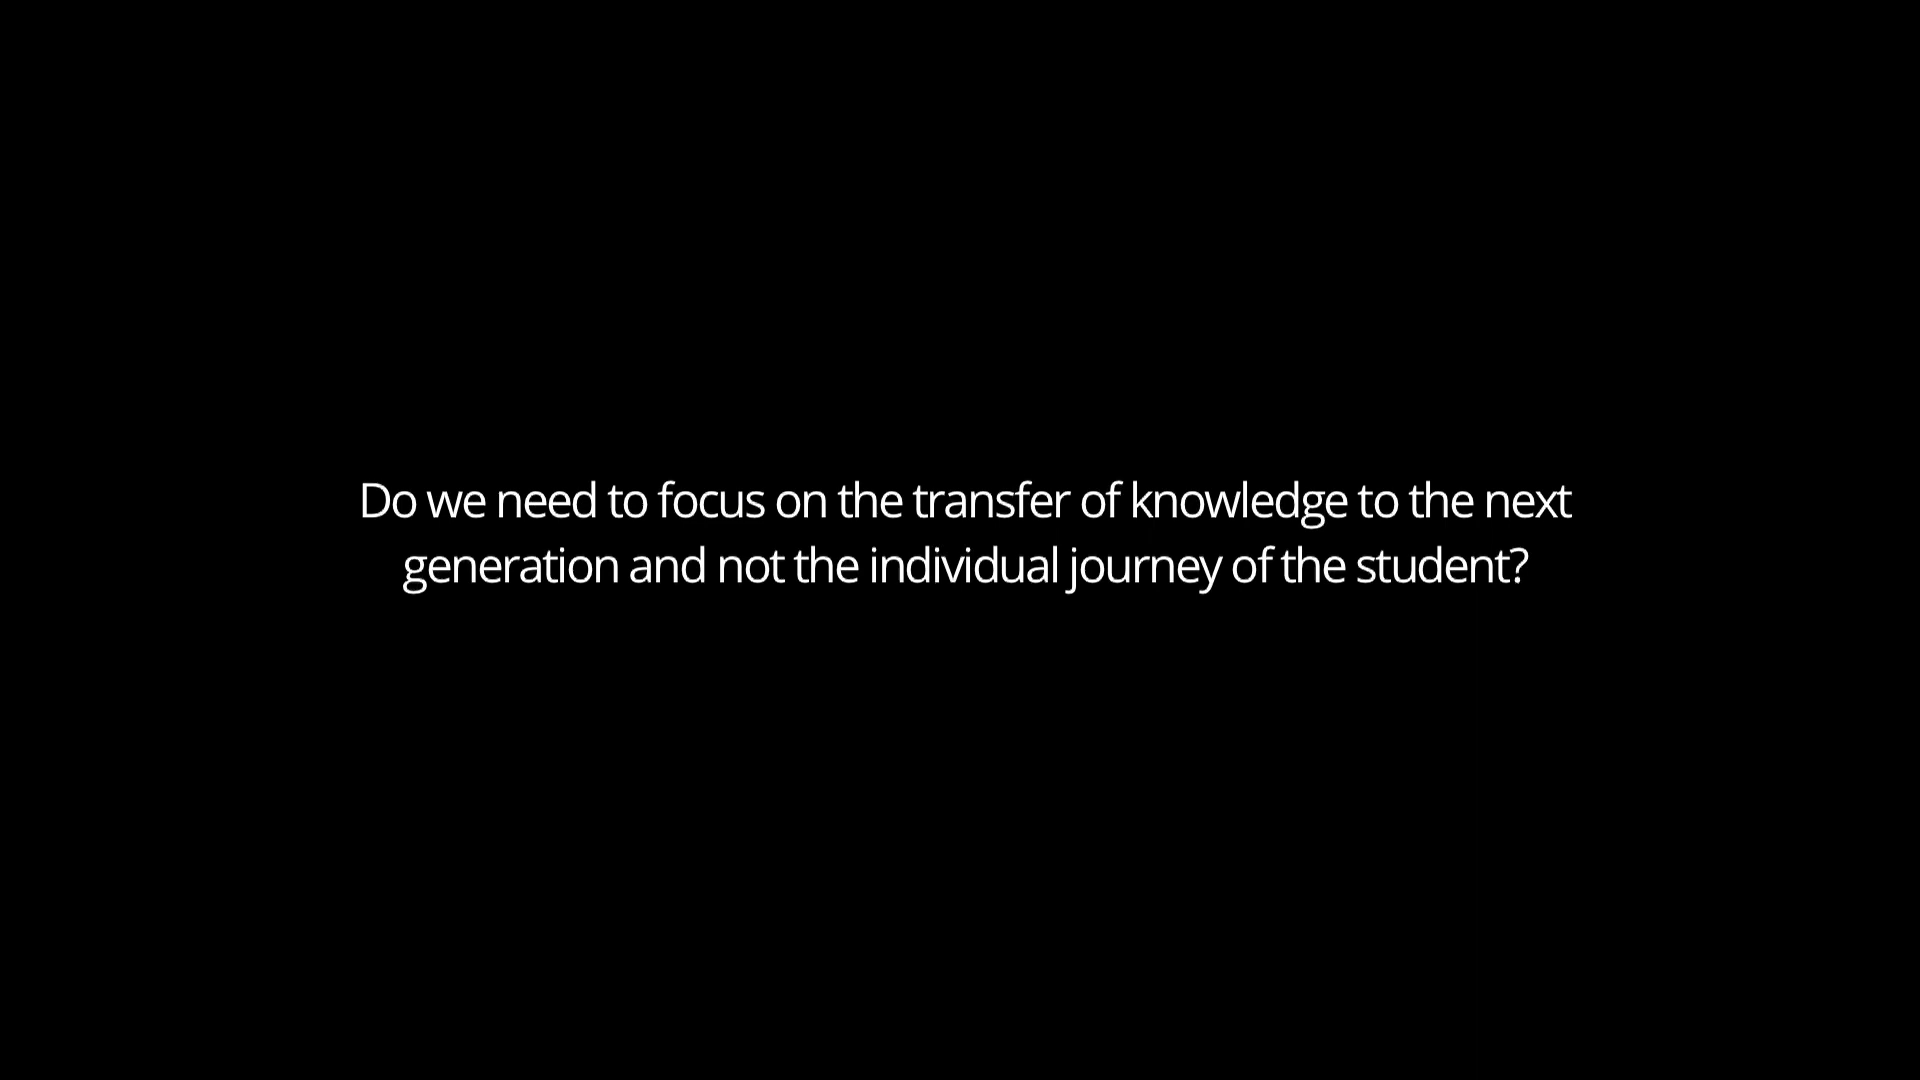 Do we need to focus on the transfer of knowledge to the next
generation and not the individual journey of the student?